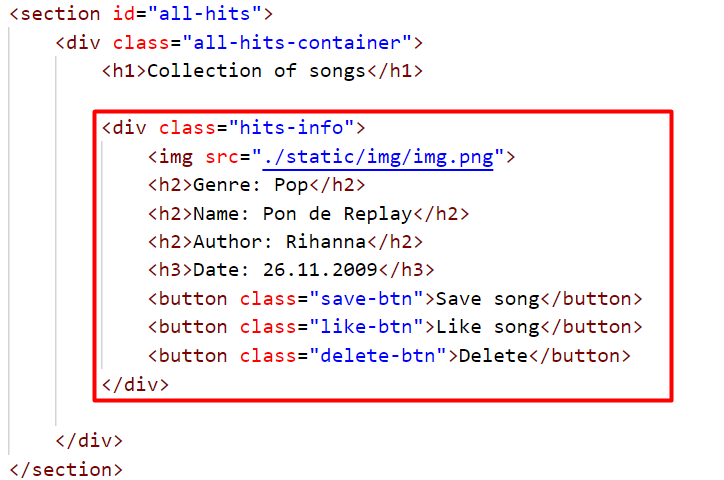 <section id="all-hits">
<div class="all-hits-container">
<h1>Collection of songs</h1>
<div class="hits-info">
<img src="./static/img/img.png">
<h2>Genre: Pop</h2>
<h2>Name: Pon de Replay</h2>
<h2>Author: Rihanna</h2>
<h3>Date: 26.11.2009</h3>
<button class="save-btn">Save song</button>
<button class="like-btn">Like song</button>
<button class="delete-btn">Delete</button>
</div>
</div>
</section>